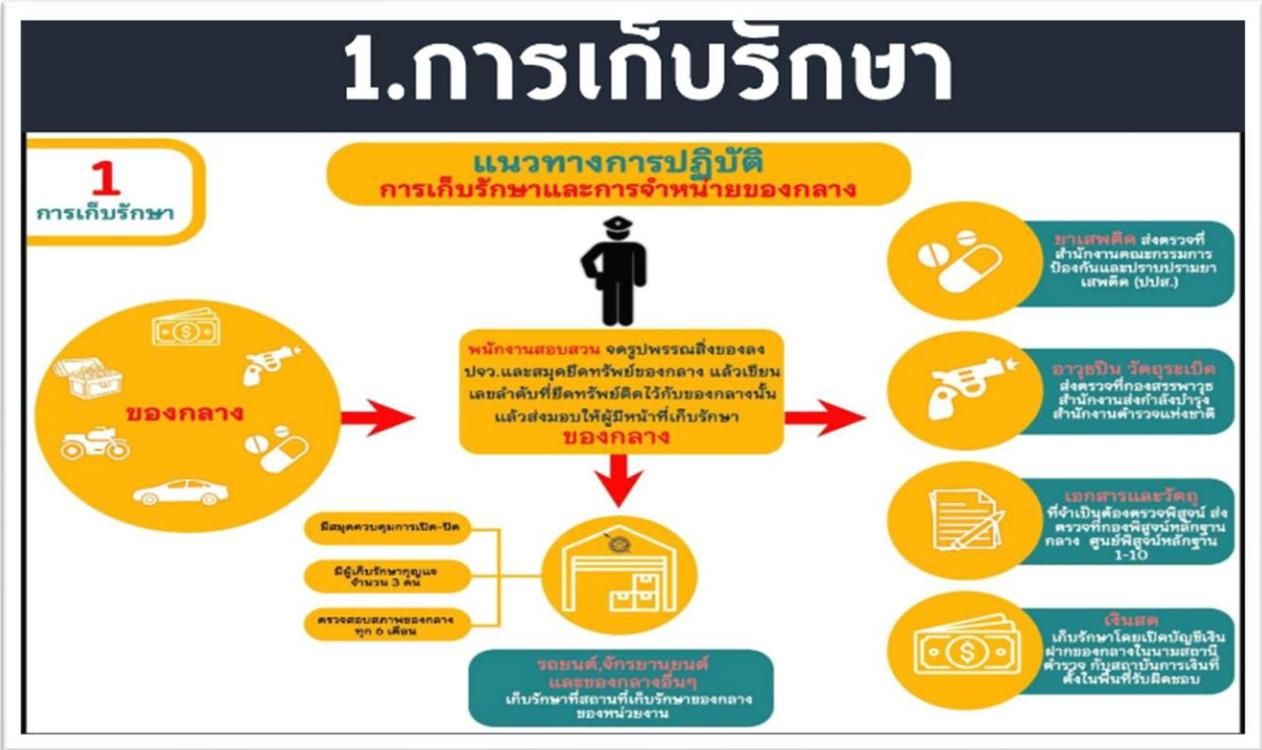 1.การเก็บรักษา
1
การเก็บรักษา
แนวทางการปฏิบัติ
การเก็บรักษาและการจำหน่ายของกลาง
ของกลาง
พนักงานสอบสวน จดรูปพรรณสิ่งของลง
ปจว.และสมุดยึดทรัพย์ของกลาง แล้วเขียน
เลขลำดับที่ยึดทรัพย์ติดไว้กับของกลางนั้น
แล้วส่งมอบให้ผู้มีหน้าที่เก็บรักษา
ของกลาง
มีสมุดควบคุมการเปิด-ปิด
มีผู้เก็บรักษากุญแจ
จำนวน 3 คน
ตรวจสอบสภาพของกลาง
ทุก 6 เดือน
รถยนต์,จักรยานยนต์
และของกลางอื่นๆ
เก็บรักษาที่สถานที่เก็บรักษาของกลาง
ของหน่วยงาน
ยาเสพติด ส่งตรวจที่
สำนักงานคณะกรรมการ
ป้องกันและปราบปรามยา
เสพติด (ปปส.)
อาวุธปืน วัตถุระเบิด
ส่งตรวจที่กองสรรพาวุธ
สำนักงานส่งกำลังบำรุง
สำนักงานตำรวจแห่งชาติ
เอกสารและวัตถุ
ที่จำเป็นต้องตรวจพิสูจน์ ส่ง
ตรวจที่กองพิสูจน์หลักฐาน
กลาง ศูนย์พิสูจน์หลักฐาน
1-10
เงินสด
เก็บรักษาโดยเปิดบัญชีเงิน
ฝากของกลางในนามสถานี
ตำรวจ กับสถาบันการเงินที่
ตั้งในพื้นที่รับผิดชอบ